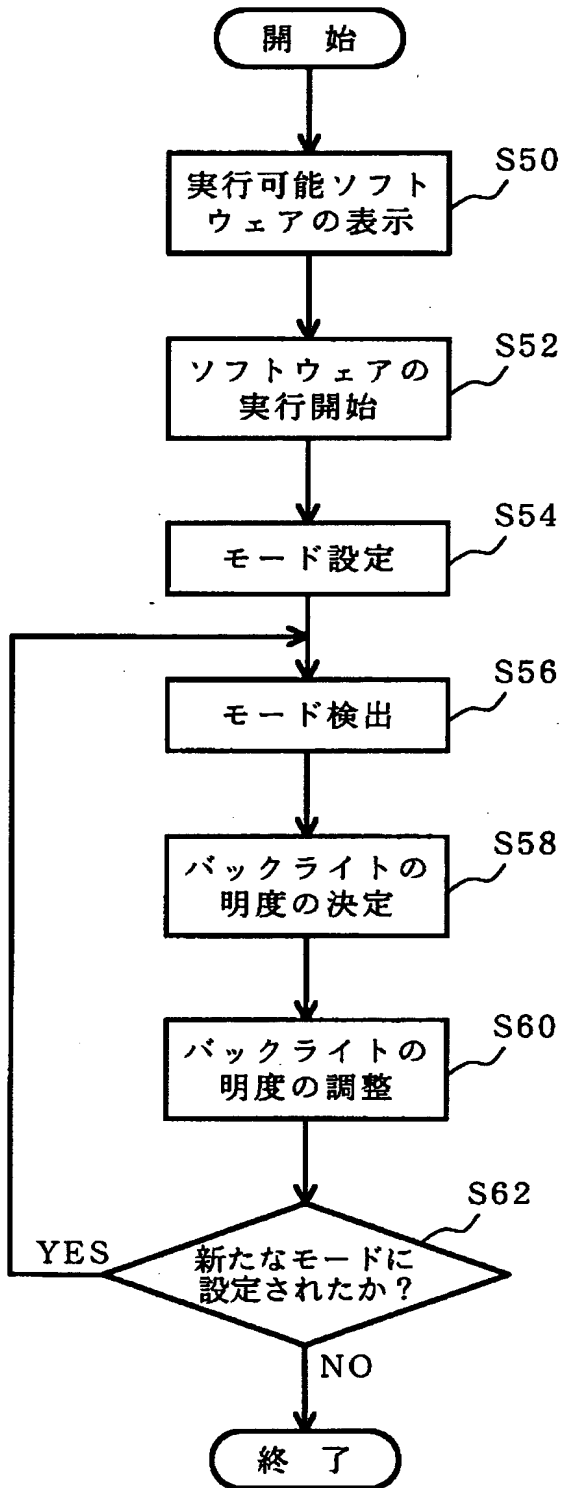 開 始
S50
実行可能ソフト
ウェアの表示
S52
ソフトウェアの
実行開始
S54
モード設定
S56
モード検出
S58
バックライトの
明度の決定
S60
バックライトの
明度の調整
S62
新たなモードに
設定されたか？
YES
NO
終 了